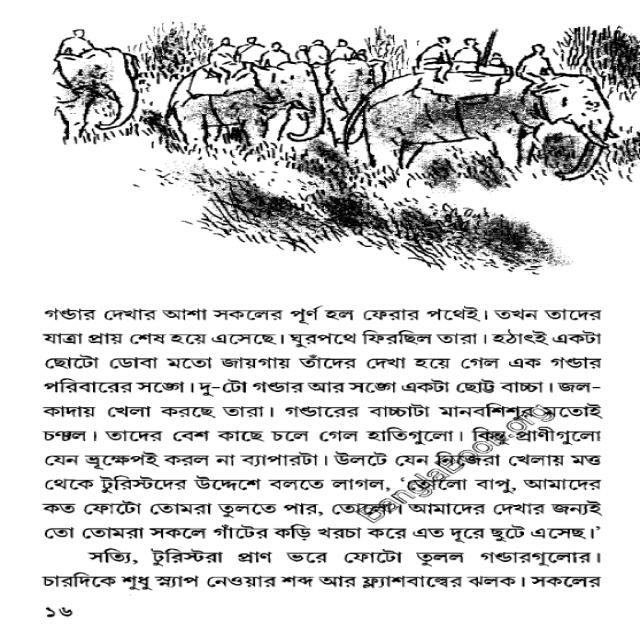 গণ্ডার দেখার আশা সকলের পূর্ণ হল ফেরার পথেই। তখন তাদের
যাত্রা প্রায় শেষ হয়ে এসেছে। ঘুরপথে ফিরছিল তারা। হঠাৎই একটা
ছোটো ডোবা মতো জায়গায় তাঁদের দেখা হয়ে গেল এক গণ্ডার
পরিবারের সঙ্গে। দু-টো গণ্ডার আর সঙ্গে একটা ছোট্ট বাচ্চা। জল-
কাদায় খেলা করছে তারা। গণ্ডারের বাচ্চাটা মানবশিশুর মতোই
চঞ্চল। তাদের বেশ কাছে চলে গেল হাতিগুলো। কিন্তু প্রাণীগুলো
যেন ভ্রূক্ষেপই করল না ব্যাপারটা। উলটে যেন নিজেরা খেলায় মত্ত
থেকে টুরিস্টদের উদ্দেশে বলতে লাগল, ‘তোলো বাপু, আমাদের
কত ফোটো তোমরা তুলতে পার, তোলো। আমাদের দেখার জন্যই
তো তোমরা সকলে গাঁটের কড়ি খরচা করে এত দূরে ছুটে এসেছ।’
সত্যি, টুরিস্টরা প্রাণ ভরে ফোটো তুলল গণ্ডারগুলোর।
চারদিকে শুধু স্ন্যাপ নেওয়ার শব্দ আর ফ্ল্যাশবাল্বের ঝলক। সকলের
১৬
Banglabook.org